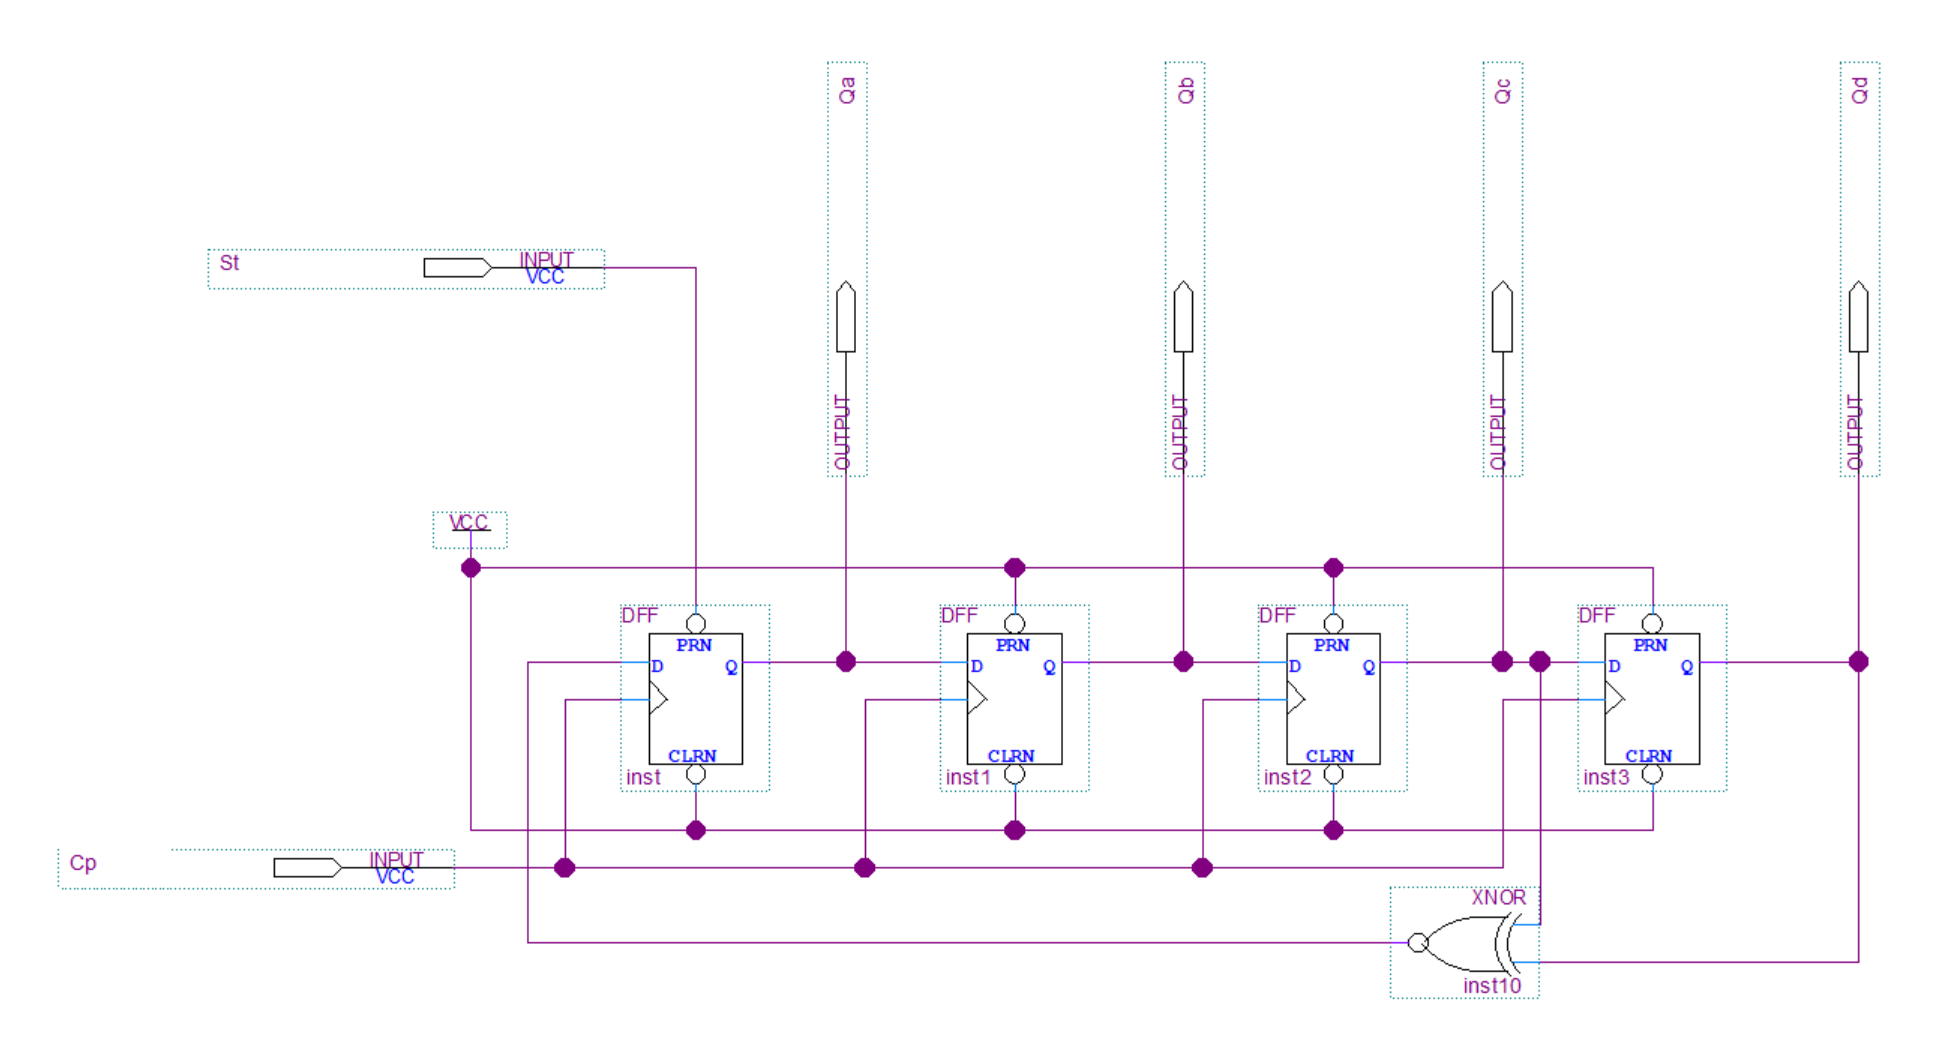 Qa
Qb
Qc
Qd
St
INPUT
VCC
OUTPUT
OUTPUT
OUTPUT
OUTPUT
VCC
DFF
DFF
DFF
DFF
PRN
PRN
PRN
PRN
D
Q
D
Q
D
Q
D
Q
CLRN
CLRN
CLRN
CLRN
inst
inst1
inst2
inst3
Cp
INPUT
VCC
XNOR
inst10